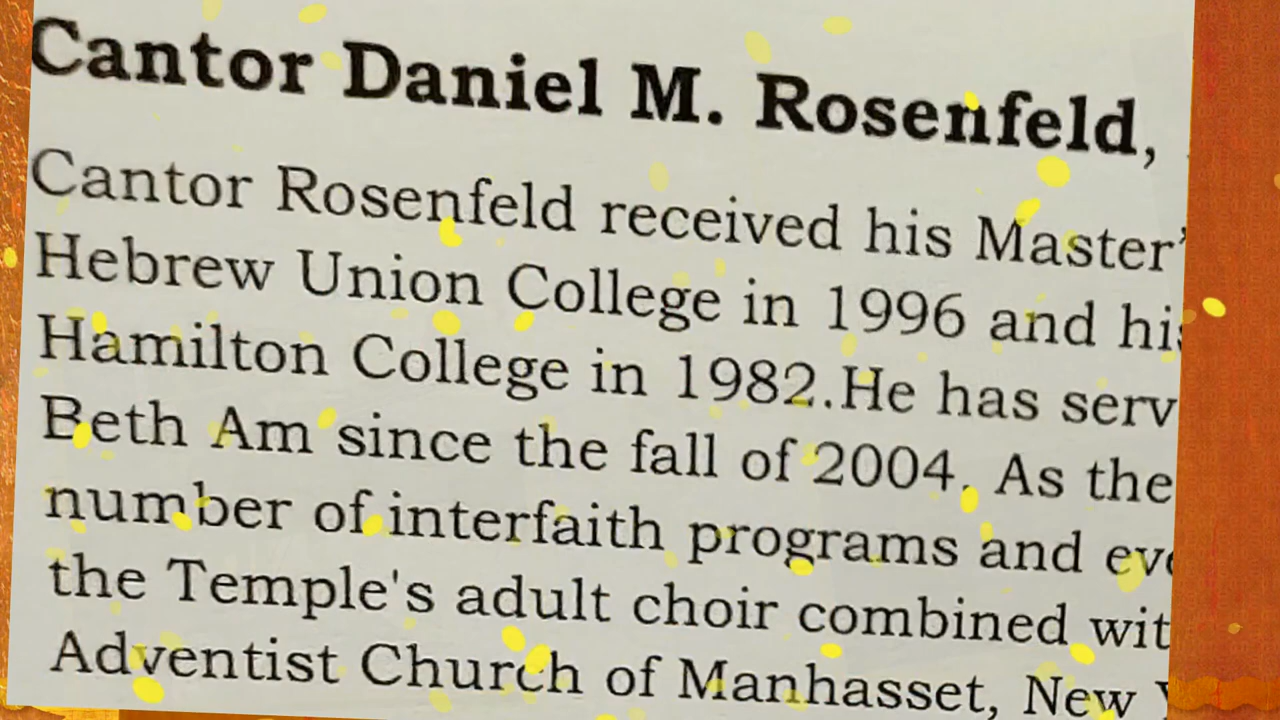 Cantor Daniel M. Rosenfeld,
Cantor Rosenfeld received his Master'
Hebrew Union College in 1996 and his
Hamilton College in 1982.He has serv
Beth Am since the fall of 2004. As the
number of interfaith programs and eve
the Temple's adult choir combined wit
Adventist Church of Manhasset, New